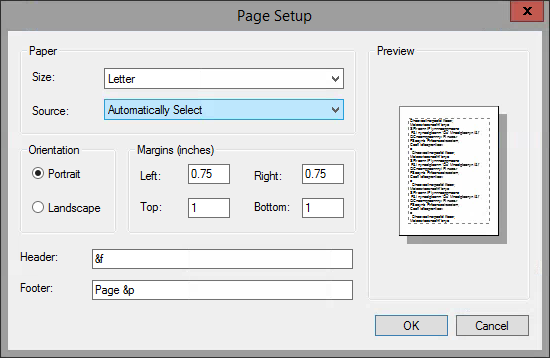 Page Setup
Paper
Size: Letter
Source: Automatically Select
Orientation
Portrait
Landscape
Margins (inches)
Left: 0.75 Right: 0.75
Top: 1 Bottom: 1
Header: &f
Footer: Page &p
Preview
OK Cancel